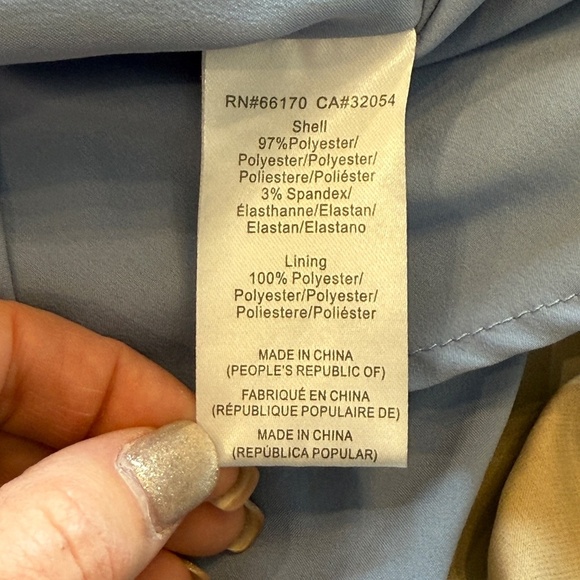 RN#66170 CA#32054
Shell
97%Polyester/
Polyester/Polyester/
Poliestere/Poliéster
3% Spandex/
Élasthanne/Elastan/
Elastan/Elastano
Lining
100% Polyester/
Polyester/Polyester/
Poliestere/Poliéster
MADE IN CHINA
(PEOPLE'S REPUBLIC OF)
FABRIQUÉ EN CHINA
(RÉPUBLIQUE POPULAIRE DE)
MADE IN CHINA
(REPÚBLICA POPULAR)